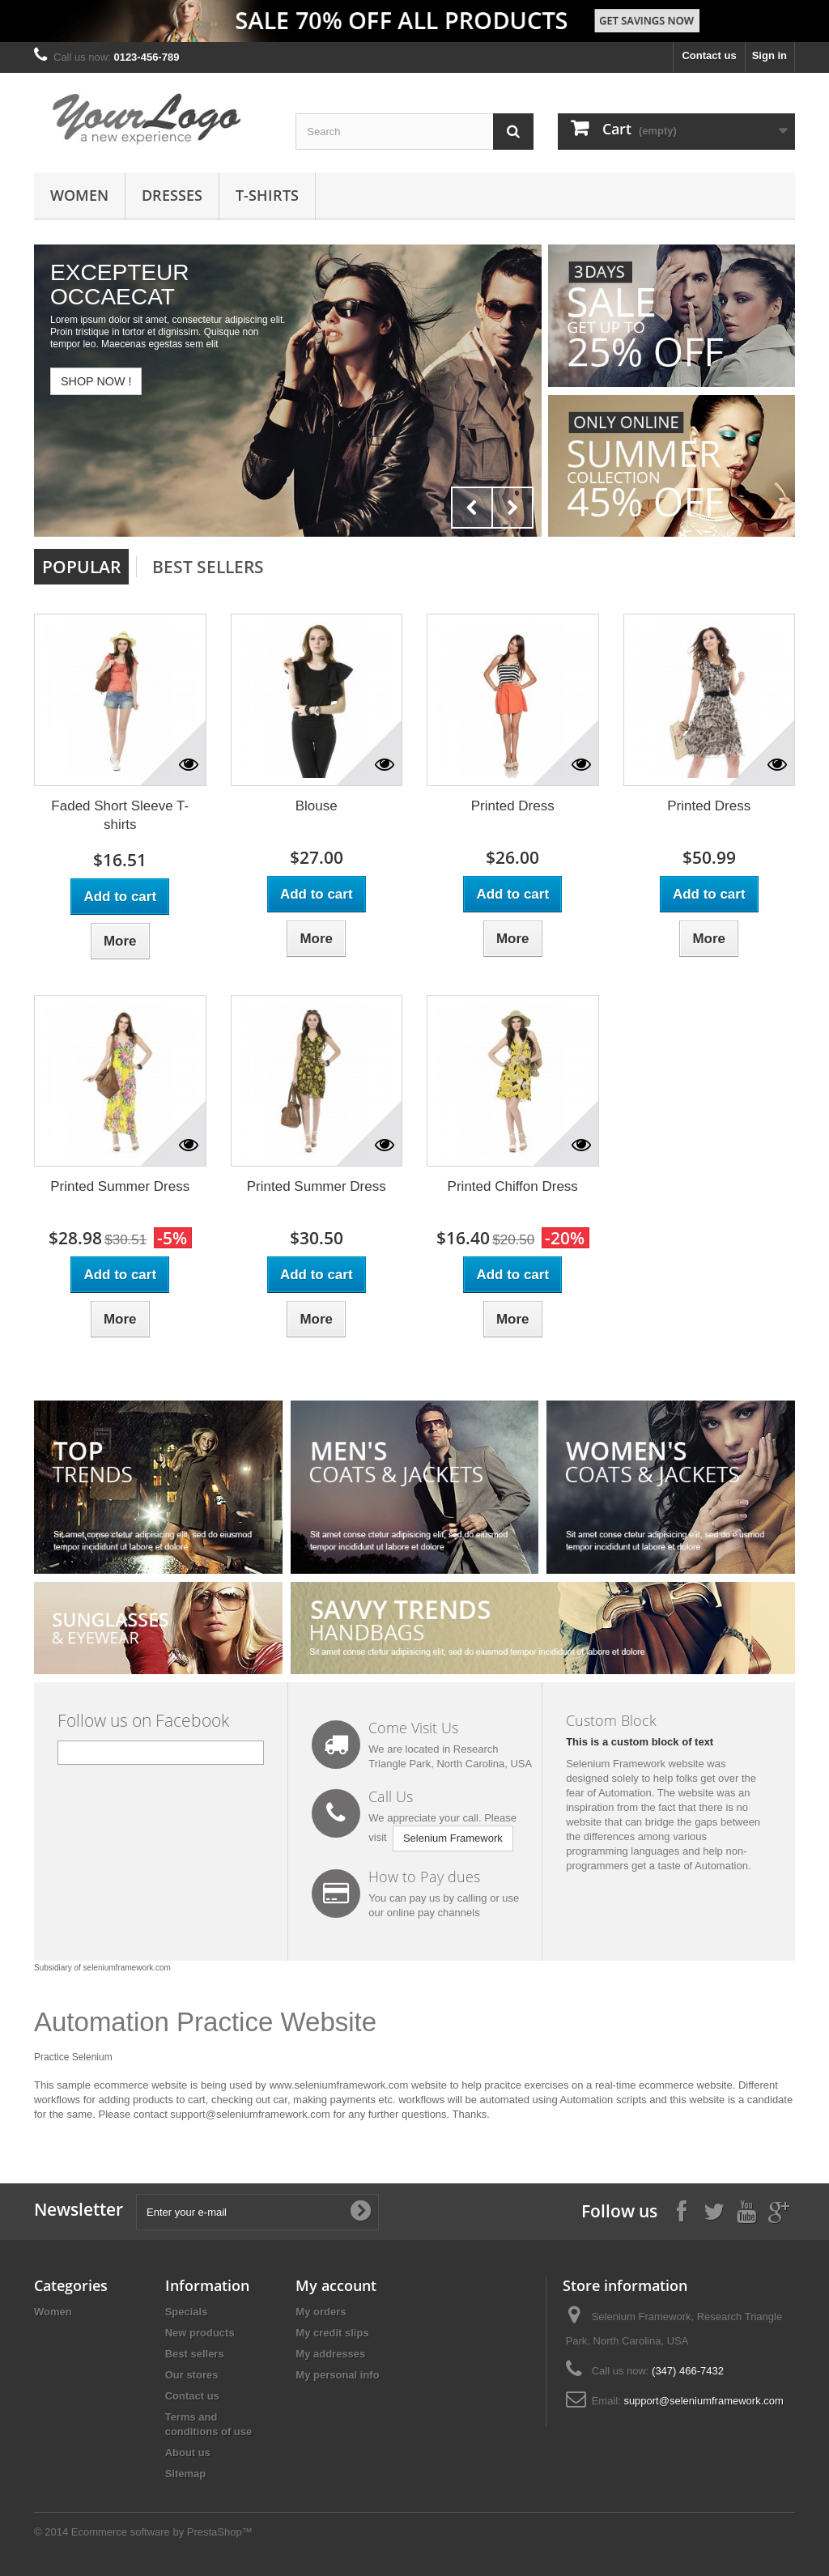 SALE 70% OFF ALL PRODUCTS
GET SAVINGS NOW
Call us now: 0123-456-789
Contact us
Sign in
YourLogo
a new experience
Search
Cart (empty)
WOMEN
DRESSES
T-SHIRTS
EXCEPTEUR
OCCAECAT
Lorem ipsum dolor sit amet, consectetur adipiscing elit.
Proin tristique in tortor et dignissim. Quisque non
tempor leo. Maecenas egestas sem elit
SHOP NOW !
3 DAYS
SALE
GET UP TO
25% OFF
ONLY ONLINE
SUMMER
COLLECTION
45% OFF
POPULAR
BEST SELLERS
Faded Short Sleeve T-
shirts
$16.51
Add to cart
More
Blouse
$27.00
Add to cart
More
Printed Dress
$26.00
Add to cart
More
Printed Dress
$50.99
Add to cart
More
Printed Summer Dress
$28.98 $30.51 -5%
Add to cart
More
Printed Summer Dress
$30.50
Add to cart
More
Printed Chiffon Dress
$16.40 $20.50 -20%
Add to cart
More
TOP
TRENDS
Sit amet conse ctetur adipisicing elit, sed do eiusmod
tempor incididunt ut labore et dolore
MEN'S
COATS & JACKETS
Sit amet conse ctetur adipisicing elit, sed do eiusmod
tempor incididunt ut labore et dolore
WOMEN'S
COATS & JACKETS
Sit amet conse ctetur adipisicing elit, sed do eiusmod
tempor incididunt ut labore et dolore
SUNGLASSES
& EYEWEAR
SAVVY TRENDS
HANDBAGS
Sit amet conse ctetur adipisicing elit, sed do eiusmod tempor incididunt ut labore et dolore
Follow us on Facebook
Come Visit Us
We are located in Research
Triangle Park, North Carolina, USA
Call Us
We appreciate your call. Please
visit Selenium Framework
How to Pay dues
You can pay us by calling or use
our online pay channels
Custom Block
This is a custom block of text
Selenium Framework website was
designed solely to help folks get over the
fear of Automation. The website was an
inspiration from the fact that there is no
website that can bridge the gaps between
the differences among various
programming languages and help non-
programmers get a taste of Automation.
Subsidiary of seleniumframework.com
Automation Practice Website
Practice Selenium
This sample ecommerce website is being used by www.seleniumframework.com website to help pracitce exercises on a real-time ecommerce website. Different
workflows for adding products to cart, checking out car, making payments etc. workflows will be automated using Automation scripts and this website is a candidate
for the same. Please contact support@seleniumframework.com for any further questions. Thanks.
Newsletter
Enter your e-mail
Follow us
You
Tube
Categories
Women
Information
Specials
New products
Best sellers
Our stores
Contact us
Terms and
conditions of use
About us
Sitemap
My account
My orders
My credit slips
My addresses
My personal info
Store information
Selenium Framework, Research Triangle
Park, North Carolina, USA
Call us now: (347) 466-7432
Email: support@seleniumframework.com
© 2014 Ecommerce software by PrestaShop™